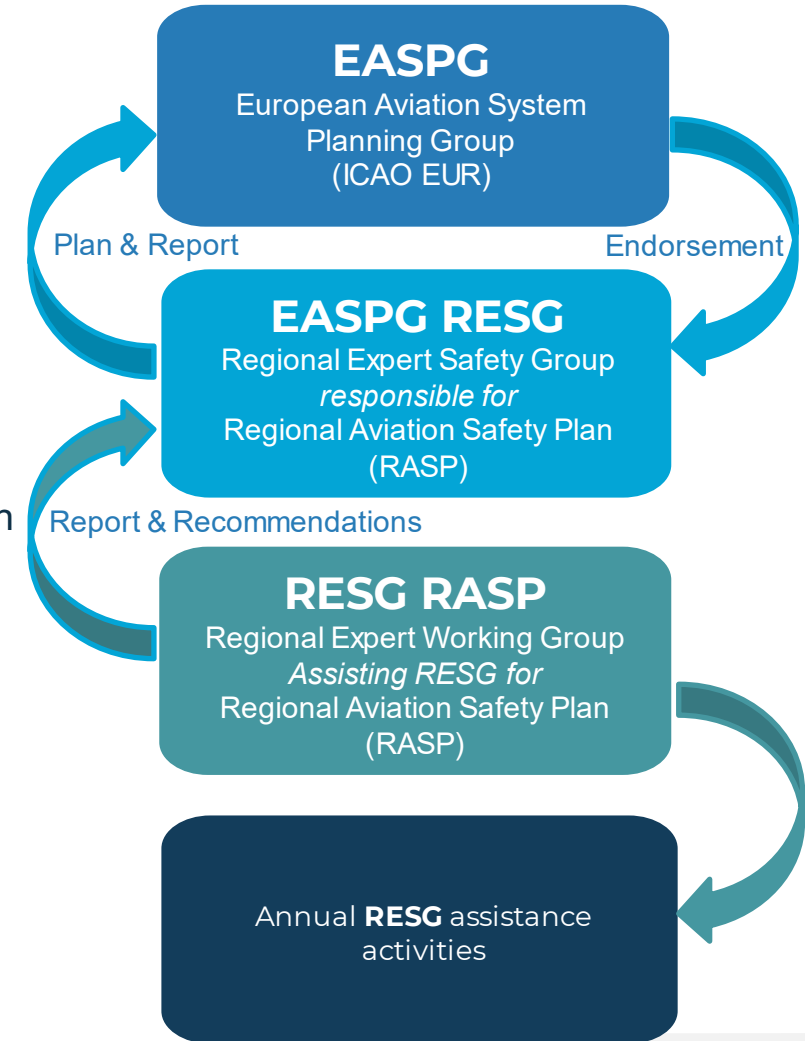 EASPG
European Aviation System
Planning Group
(ICAO EUR)
Plan & Report
Endorsement
EASPG RESG
Regional Expert Safety Group
responsible for
Regional Aviation Safety Plan
(RASP)
n
Report & Recommendations
RESG RASP
Regional Expert Working Group
Assisting RESG for
Regional Aviation Safety Plan
(RASP)
Annual RESG assistance
activities